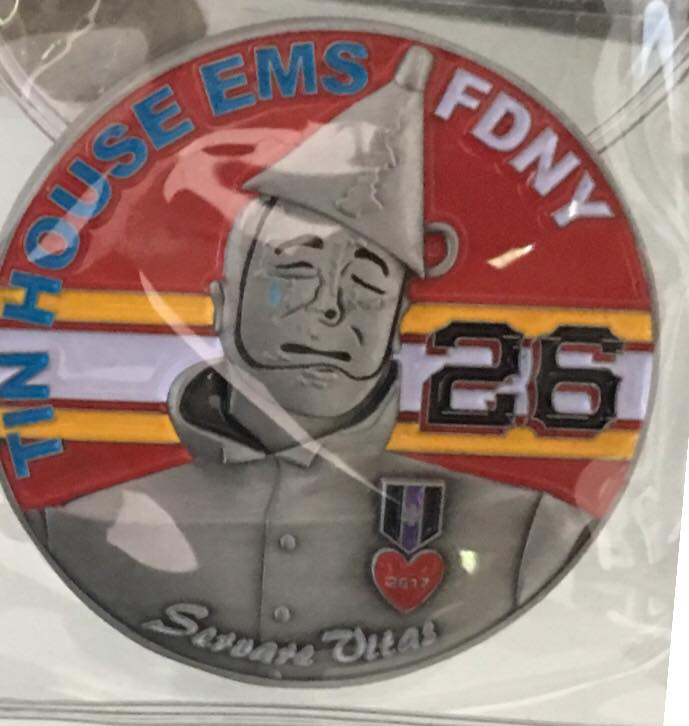 TIN HOUSE EMS
FDNY
26
2017
Servare Vitas